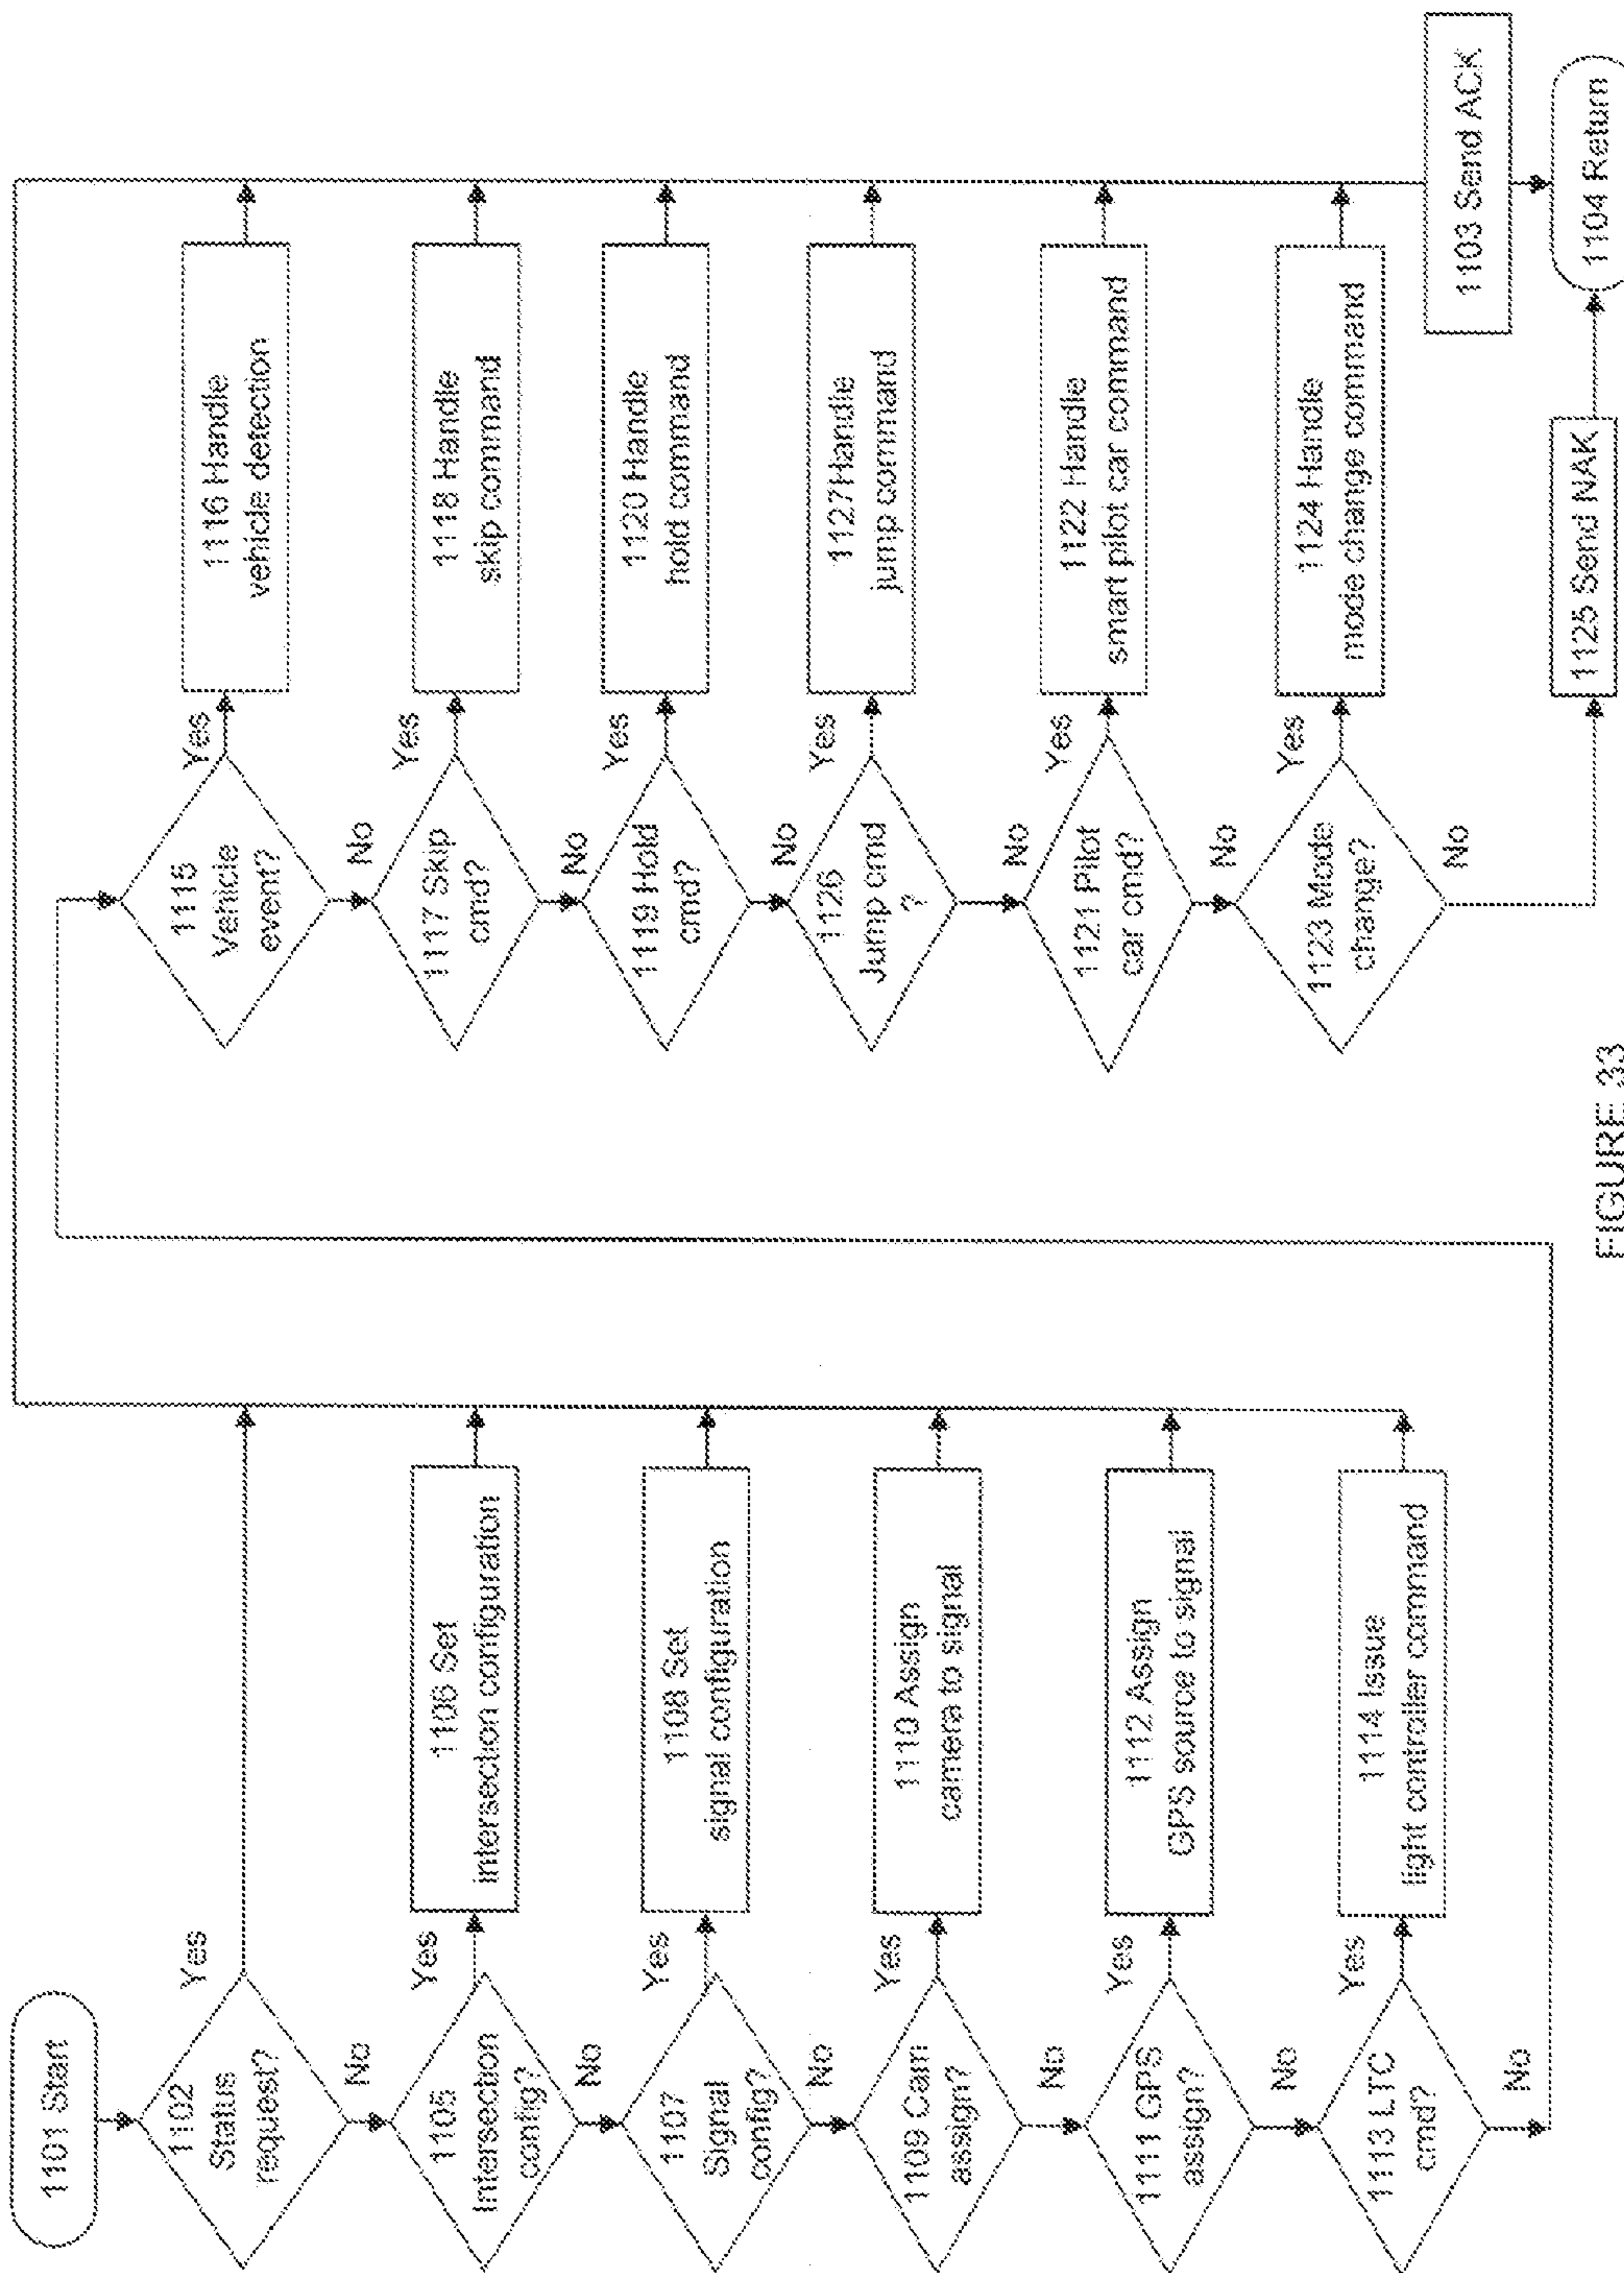 1101 Start
1102
Status
request?
Yes
No
1105
Intersection
config?
Yes
1106 Set
intersection configuration
No
1107
Signal
config?
Yes
1108 Set
signal configuration
No
1109 Cam
assign?
Yes
1110 Assign
camera to signal
No
1111 GPS
assign?
Yes
1112 Assign
GPS source to signal
No
1113 LTC
cmd?
Yes
1114 Issue
light controller command
No
1115
Vehicle
event?
Yes
1116 Handle
vehicle detection
No
1117 Skip
cmd?
Yes
1118 Handle
skip command
No
1119 Hold
cmd?
Yes
1120 Handle
hold command
No
1126
Jump cmd
?
Yes
1127Handle
jump command
No
1121 Pilot
car cmd?
Yes
1122 Handle
smart pilot car command
No
1123 Mode
change?
Yes
1124 Handle
mode change command
No
1125 Send NAK
1103 Send ACK
1104 Return
FIGURE 33